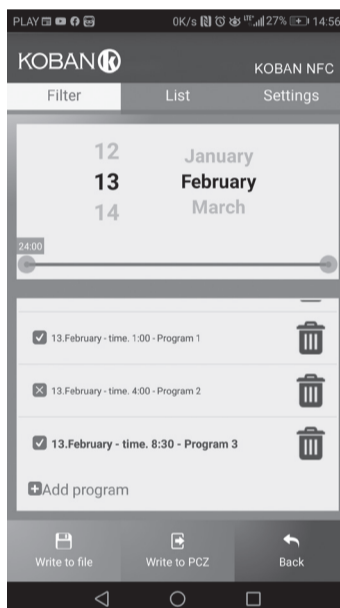 PLAY 0K/s 27% 14:56
KOBAN k
KOBAN NFC
Filter List Settings
12 January
13 February
14 March
24:00
13.February - time. 1:00 - Program 1
13.February - time. 4:00 - Program 2
13.February - time. 8:30 - Program 3
Add program
Write to file Write to PCZ Back